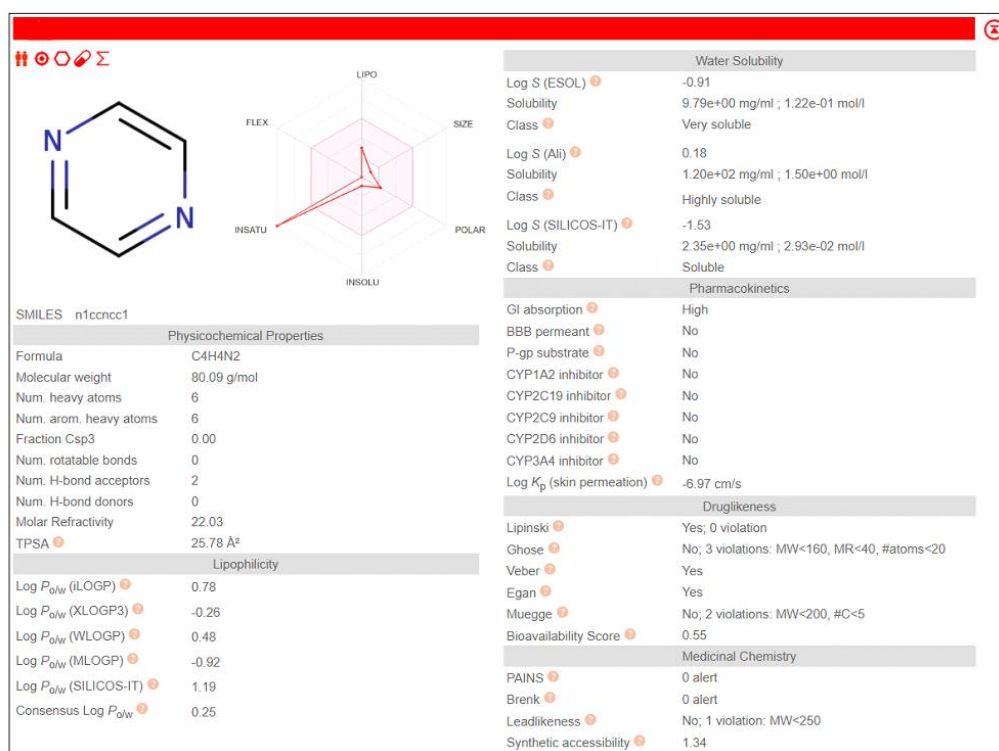 LIPO
FLEX
SIZE
INSATU
POLAR
INSOLU
N
N
SMILES n1ccncc1
Physicochemical Properties
Formula C4H4N2
Molecular weight 80.09 g/mol
Num. heavy atoms 6
Num. arom. heavy atoms 6
Fraction Csp3 0.00
Num. rotatable bonds 0
Num. H-bond acceptors 2
Num. H-bond donors 0
Molar Refractivity 22.03
TPSA ? 25.78 Å²
Lipophilicity
Log Po/w (iLOGP) ? 0.78
Log Po/w (XLOGP3) ? -0.26
Log Po/w (WLOGP) ? 0.48
Log Po/w (MLOGP) ? -0.92
Log Po/w (SILICOS-IT) ? 1.19
Consensus Log Po/w ? 0.25
Water Solubility
Log S (ESOL) ? -0.91
Solubility 9.79e+00 mg/ml ; 1.22e-01 mol/l
Class ? Very soluble
Log S (Ali) ? 0.18
Solubility 1.20e+02 mg/ml ; 1.50e+00 mol/l
Class ? Highly soluble
Log S (SILICOS-IT) ? -1.53
Solubility 2.35e+00 mg/ml ; 2.93e-02 mol/l
Class ? Soluble
Pharmacokinetics
GI absorption ? High
BBB permeant ? No
P-gp substrate ? No
CYP1A2 inhibitor ? No
CYP2C19 inhibitor ? No
CYP2C9 inhibitor ? No
CYP2D6 inhibitor ? No
CYP3A4 inhibitor ? No
Log Kp (skin permeation) ? -6.97 cm/s
Druglikeness
Lipinski ? Yes; 0 violation
Ghose ? No; 3 violations: MW<160, MR<40, #atoms<20
Veber ? Yes
Egan ? Yes
Muegge ? No; 2 violations: MW<200, #C<5
Bioavailability Score ? 0.55
Medicinal Chemistry
PAINS ? 0 alert
Brenk ? 0 alert
Leadlikeness ? No; 1 violation: MW<250
Synthetic accessibility ? 1.34